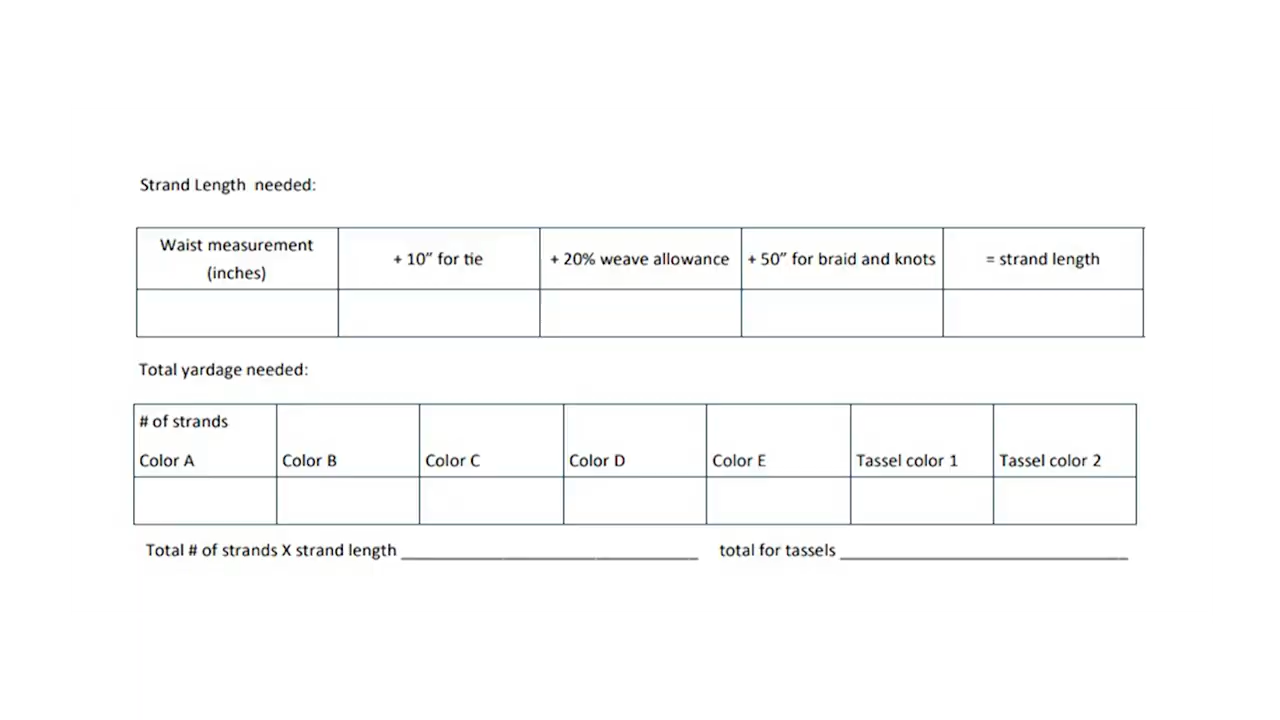 Strand Length  needed:
Waist measurement
(inches)
+ 10” for tie
+ 20% weave allowance
+ 50” for braid and knots
= strand length
Total yardage needed:
# of strands
Color A
Color B
Color C
Color D
Color E
Tassel color 1
Tassel color 2
Total # of strands X strand length ________________________________ total for tassels _______________________________